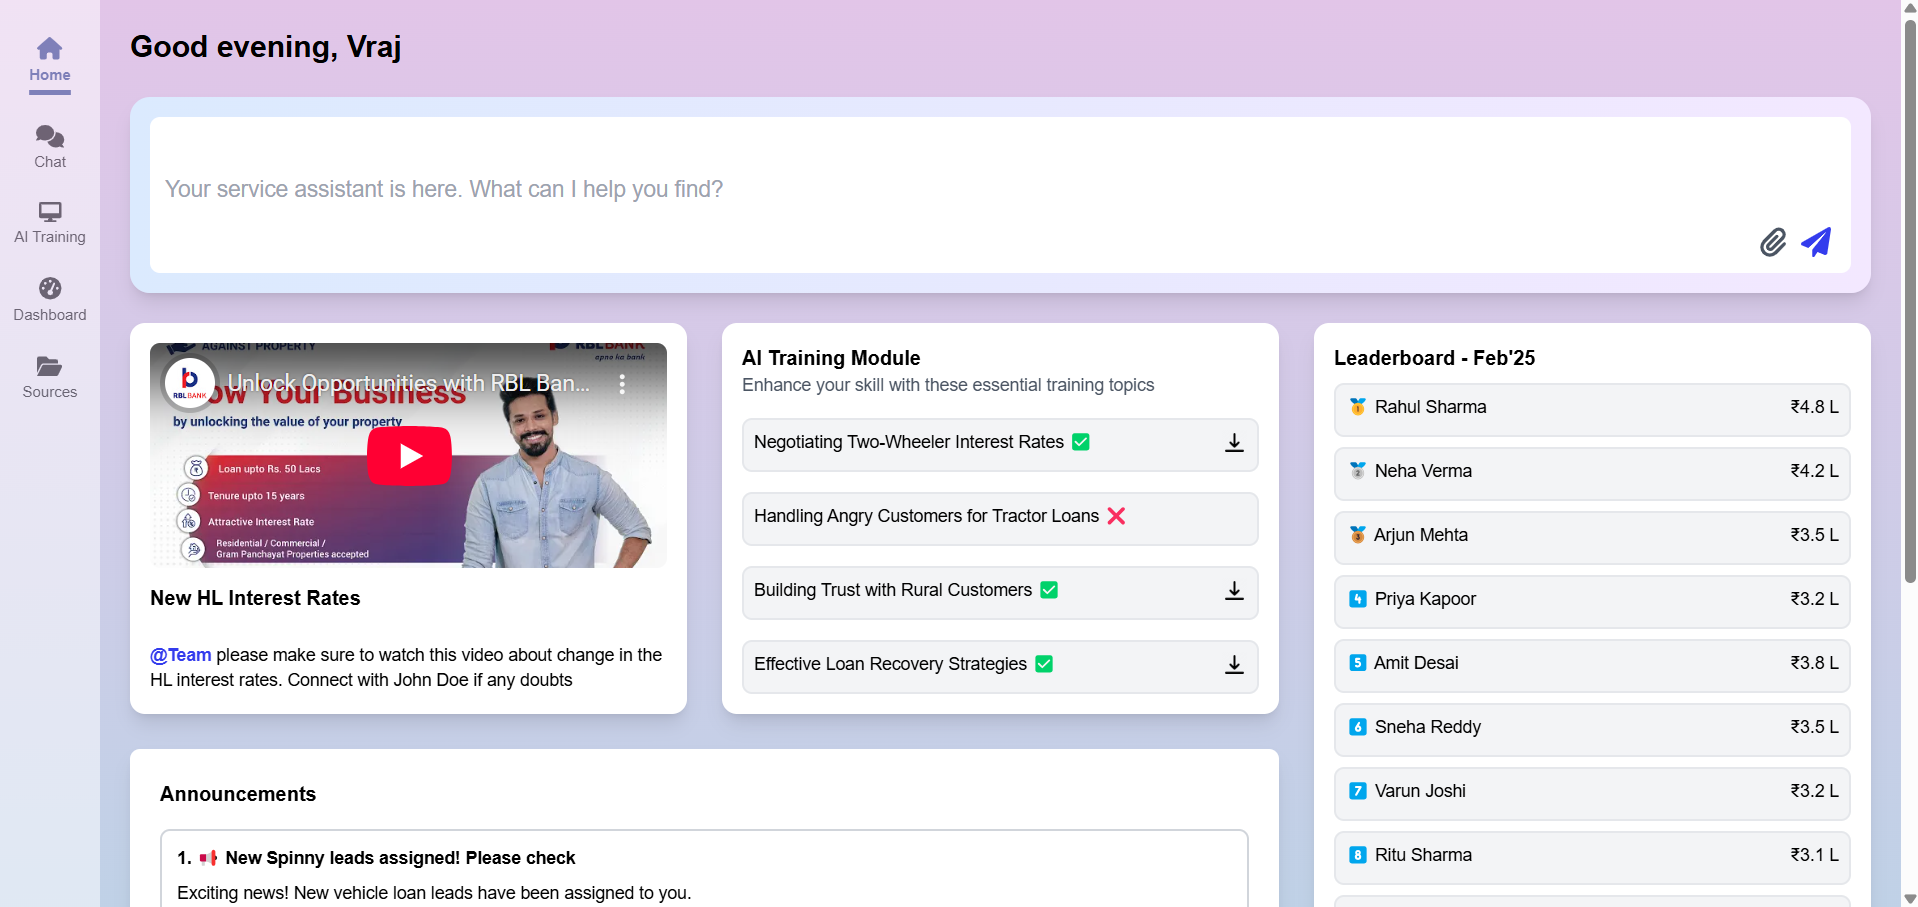 Good evening, Vraj
Home
Chat
AI Training
Dashboard
Sources
Your service assistant is here. What can I help you find?
AGAINST PROPERTY
RBL BANK
apno ka bank
RBL BANK
Unlock Opportunities with RBL Ban...
Your Business
by unlocking the value of your property
Loan upto Rs. 50 Lacs
Tenure upto 15 years
Attractive Interest Rate
Residential / Commercial /
Gram Panchayat Properties accepted
New HL Interest Rates
@Team please make sure to watch this video about change in the
HL interest rates. Connect with John Doe if any doubts
AI Training Module
Enhance your skill with these essential training topics
Negotiating Two-Wheeler Interest Rates ✅
Handling Angry Customers for Tractor Loans ❌
Building Trust with Rural Customers ✅
Effective Loan Recovery Strategies ✅
Leaderboard - Feb'25
🥇 Rahul Sharma ₹4.8 L
🥈 Neha Verma ₹4.2 L
🥉 Arjun Mehta ₹3.5 L
4️⃣ Priya Kapoor ₹3.2 L
5️⃣ Amit Desai ₹3.8 L
6️⃣ Sneha Reddy ₹3.5 L
7️⃣ Varun Joshi ₹3.2 L
8️⃣ Ritu Sharma ₹3.1 L
Announcements
1. 📢 New Spinny leads assigned! Please check
Exciting news! New vehicle loan leads have been assigned to you.